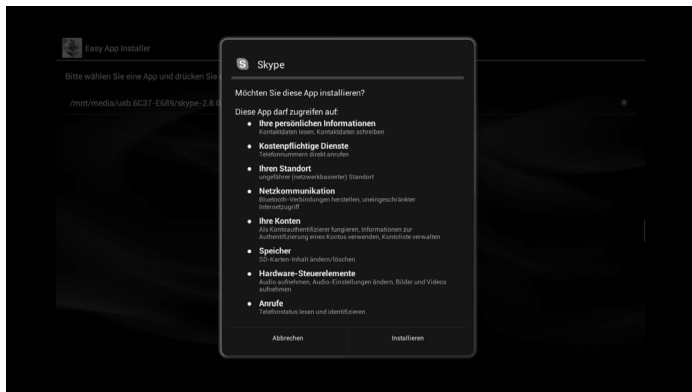 Easy App Installer
Bitte wählen Sie eine App und drücken Sie
/mnt/media/usb.6C37-E6B9/skype-2.8.0
Skype
Möchten Sie diese App installieren?
Diese App darf zugreifen auf:
Ihre persönlichen Informationen
Kontaktdaten lesen, Kontaktdaten schreiben
Kostenpflichtige Dienste
Telefonnummern direkt anrufen
Ihren Standort
ungefährer (netzwerkbasierter) Standort
Netzkommunikation
Bluetooth-Verbindungen herstellen, uneingeschränkter
Internetzugriff
Ihre Konten
Als Kontoauthentifizierer fungieren, Informationen zur
Authentifizierung eines Kontos verwenden, Kontoliste verwalten
Speicher
SD-Karten-Inhalt ändern/löschen
Hardware-Steuerelemente
Audio aufnehmen, Audio-Einstellungen ändern, Bilder und Videos
aufnehmen
Anrufe
Telefonstatus lesen und identifizieren
Abbrechen
Installieren